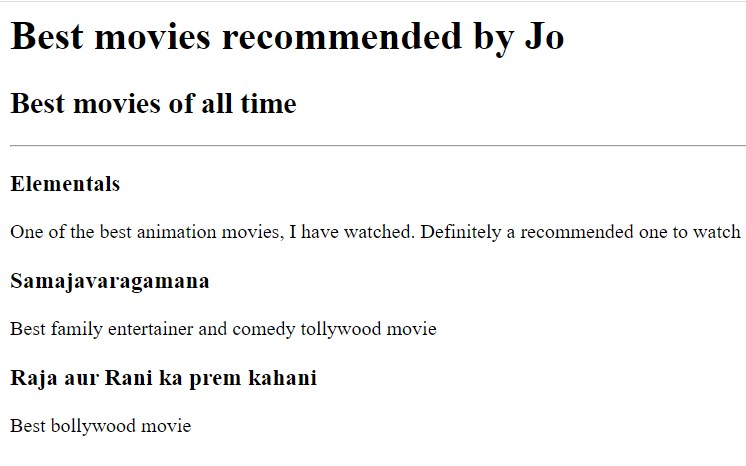 Best movies recommended by Jo
Best movies of all time
Elementals
One of the best animation movies, I have watched. Definitely a recommended one to watch
Samajavaragamana
Best family entertainer and comedy tollywood movie
Raja aur Rani ka prem kahani
Best bollywood movie